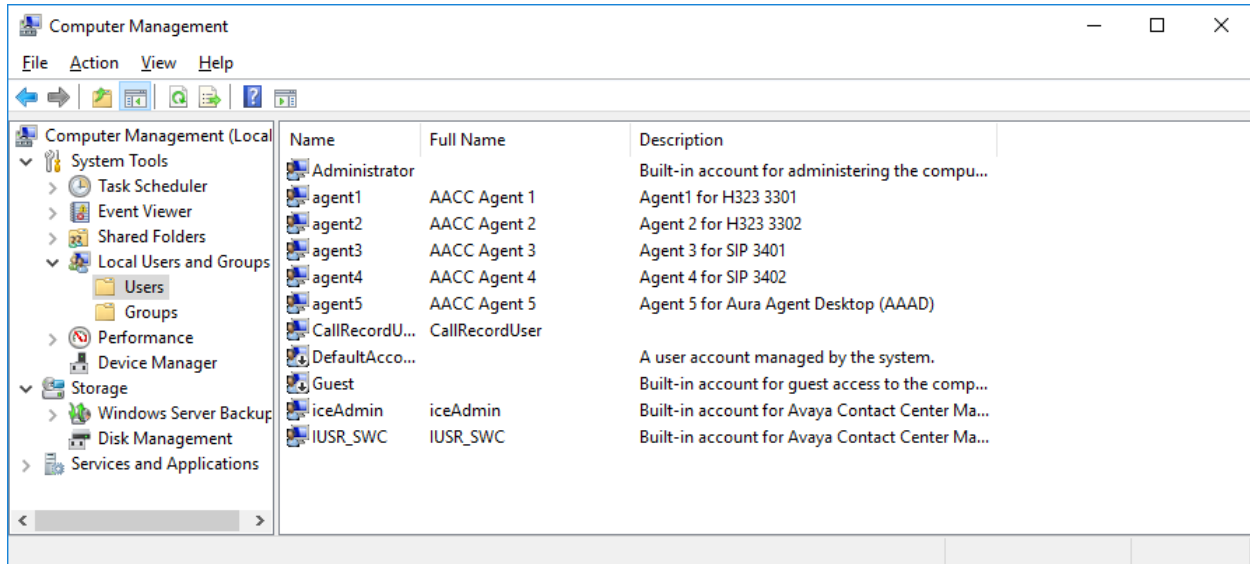 Computer Management
File Action View Help
Computer Management (Local
System Tools
Task Scheduler
Event Viewer
Shared Folders
Local Users and Groups
Users
Groups
Performance
Device Manager
Storage
Windows Server Backup
Disk Management
Services and Applications
Name Full Name Description
Administrator Built-in account for administering the compu...
agent1 AACC Agent 1 Agent1 for H323 3301
agent2 AACC Agent 2 Agent 2 for H323 3302
agent3 AACC Agent 3 Agent 3 for SIP 3401
agent4 AACC Agent 4 Agent 4 for SIP 3402
agent5 AACC Agent 5 Agent 5 for Aura Agent Desktop (AAAD)
CallRecordU... CallRecordUser
DefaultAcco... A user account managed by the system.
Guest Built-in account for guest access to the comp...
iceAdmin iceAdmin Built-in account for Avaya Contact Center Ma...
IUSR_SWC IUSR_SWC Built-in account for Avaya Contact Center Ma...